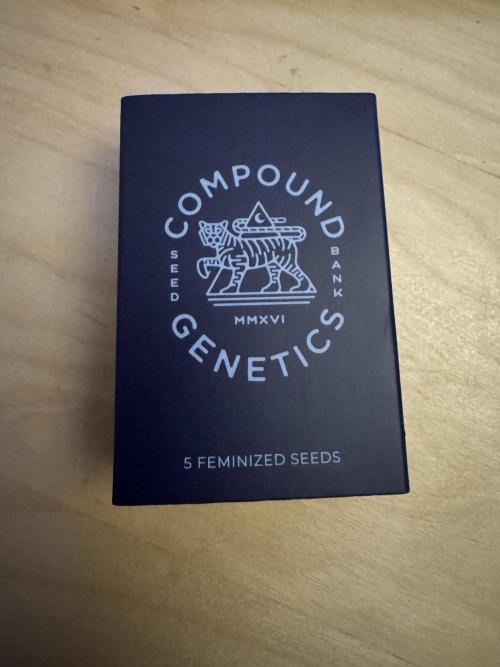 COMPOUND
SEED
BANK
MMXVI
GENETICS
5 FEMINIZED SEEDS